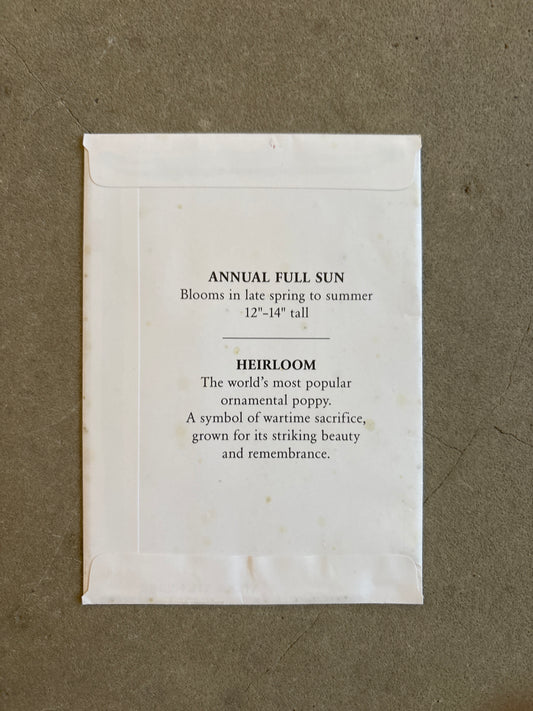 ANNUAL FULL SUN
Blooms in late spring to summer
12"–14" tall
HEIRLOOM
The world's most popular
ornamental poppy.
A symbol of wartime sacrifice,
grown for its striking beauty
and remembrance.